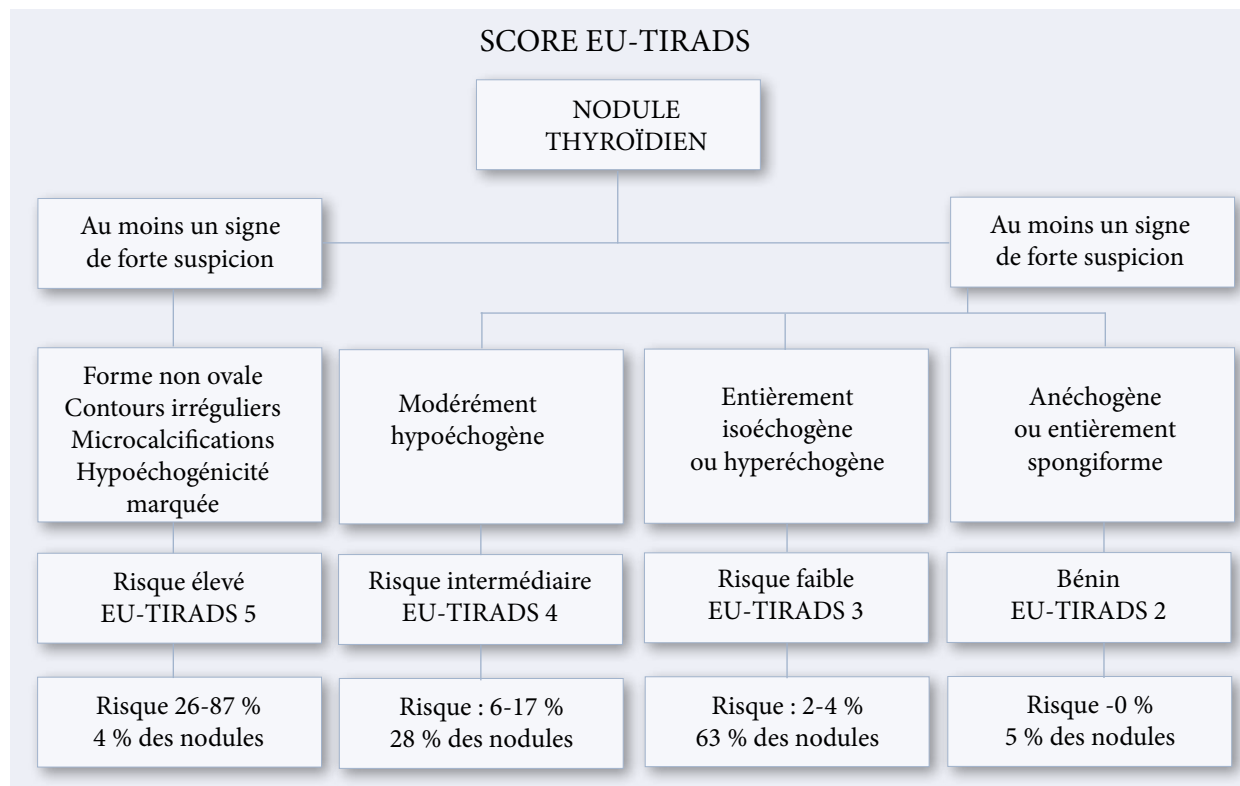 SCORE EU-TIRADS
NODULE
THYROÏDIEN
Au moins un signe
de forte suspicion
Au moins un signe
de forte suspicion
Forme non ovale
Contours irréguliers
Microcalcifications
Hypoéchogénicité
marquée
Modérément
hypoéchogène
Entièrement
isoéchogène
ou hyperéchogène
Anéchogène
ou entièrement
spongiforme
Risque élevé
EU-TIRADS 5
Risque intermédiaire
EU-TIRADS 4
Risque faible
EU-TIRADS 3
Bénin
EU-TIRADS 2
Risque 26-87 %
4 % des nodules
Risque : 6-17 %
28 % des nodules
Risque : 2-4 %
63 % des nodules
Risque -0 %
5 % des nodules